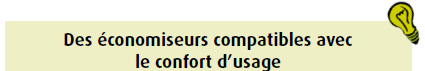 Des économiseurs compatibles avec
le confort d’usage